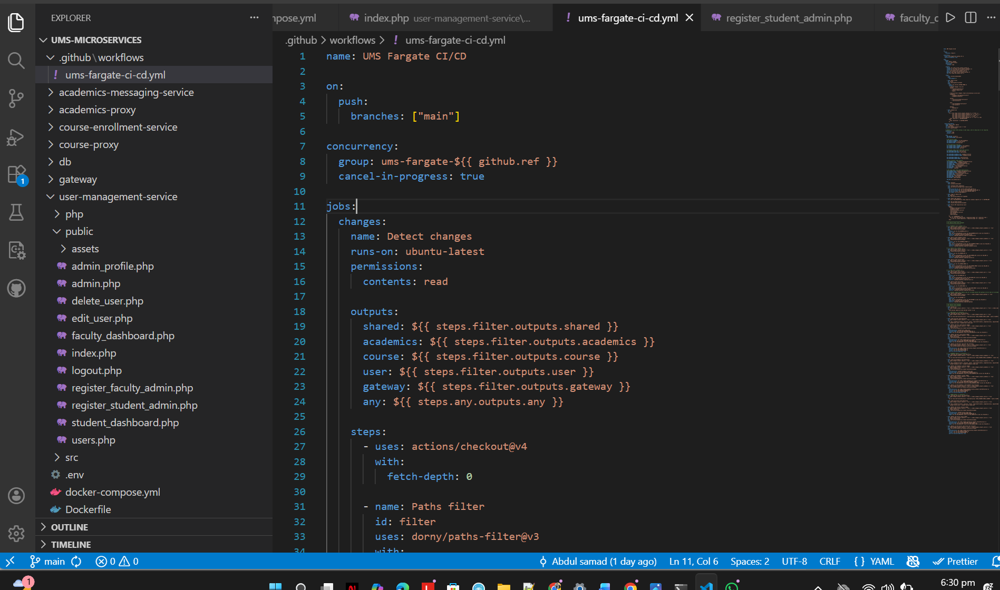 EXPLORER
UMS-MICROSERVICES
.github\workflows
ums-fargate-ci-cd.yml
academics-messaging-service
academics-proxy
course-enrollment-service
course-proxy
db
gateway
user-management-service
php
public
assets
admin_profile.php
admin.php
delete_user.php
edit_user.php
faculty_dashboard.php
index.php
logout.php
register_faculty_admin.php
register_student_admin.php
student_dashboard.php
users.php
src
.env
docker-compose.yml
Dockerfile
OUTLINE
TIMELINE
1
pose.yml index.php user-management-service\... ums-fargate-ci-cd.yml register_student_admin.php faculty_
.github > workflows > ums-fargate-ci-cd.yml
1 name: UMS Fargate CI/CD
2
3 on:
4 push:
5 branches: ["main"]
6
7 concurrency:
8 group: ums-fargate-${{ github.ref }}
9 cancel-in-progress: true
10
11 jobs:
12 changes:
13 name: Detect changes
14 runs-on: ubuntu-latest
15 permissions:
16 contents: read
17
18 outputs:
19 shared: ${{ steps.filter.outputs.shared }}
20 academics: ${{ steps.filter.outputs.academics }}
21 course: ${{ steps.filter.outputs.course }}
22 user: ${{ steps.filter.outputs.user }}
23 gateway: ${{ steps.filter.outputs.gateway }}
24 any: ${{ steps.any.outputs.any }}
25
26 steps:
27 - uses: actions/checkout@v4
28 with:
29 fetch-depth: 0
30
31 - name: Paths filter
32 id: filter
33 uses: dorny/paths-filter@v3
34 with:
main 0 0 Abdul samad (1 day ago) Ln 11, Col 6 Spaces: 2 UTF-8 CRLF { } YAML Prettier
1 6:30 pm